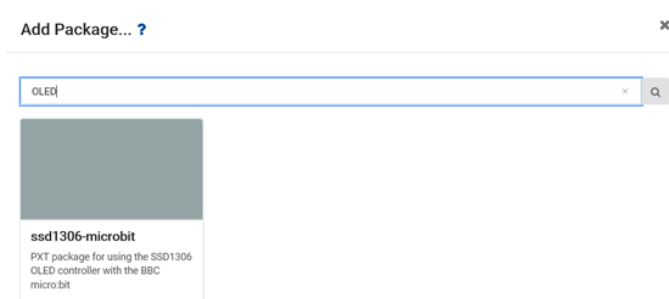 Add Package... ?
OLED
ssd1306-microbit
PXT package for using the SSD1306
OLED controller with the BBC
micro:bit